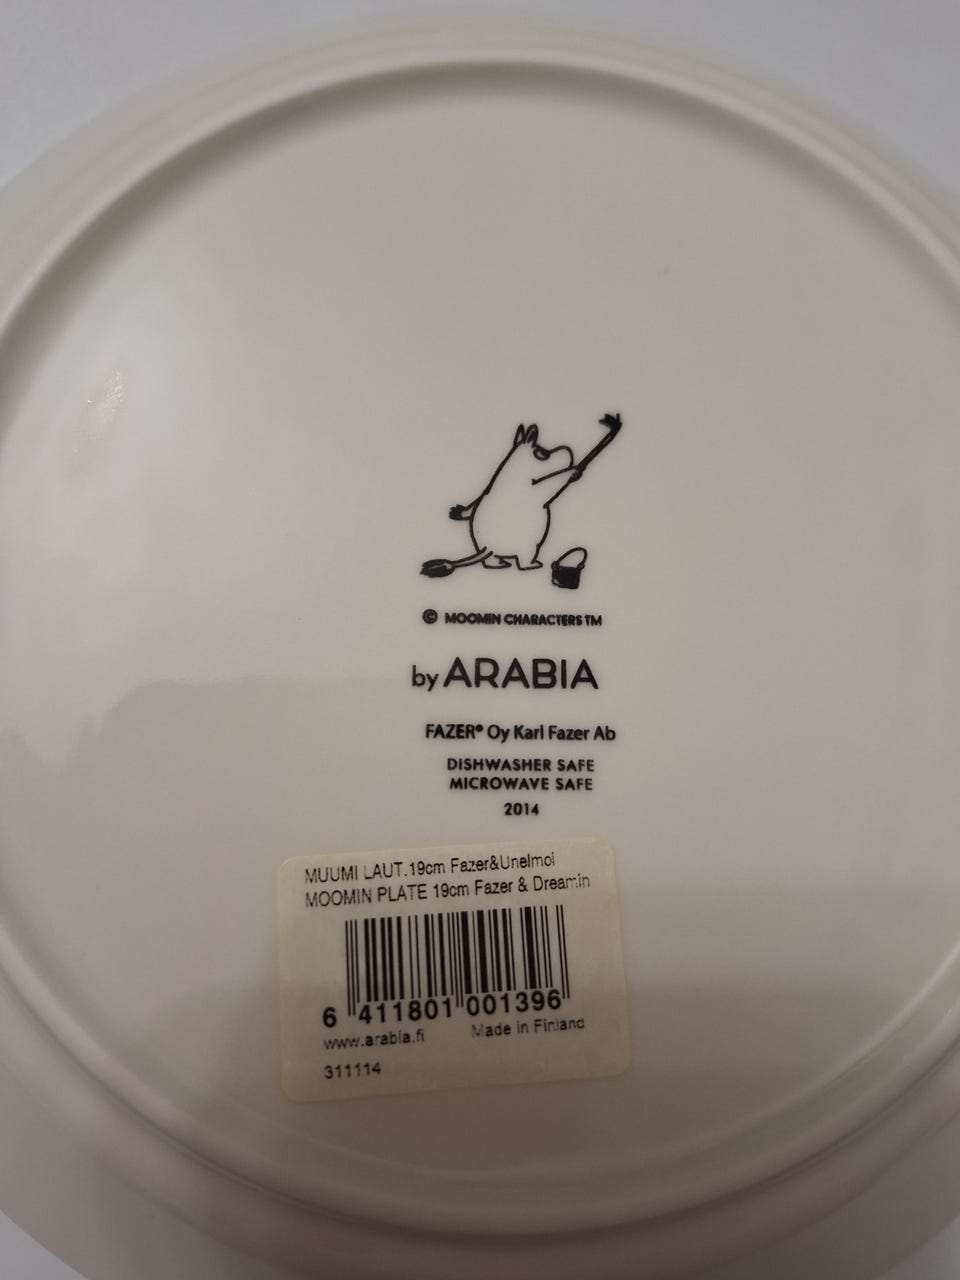 © MOOMIN CHARACTERS TM
by ARABIA
FAZER® Oy Karl Fazer Ab
DISHWASHER SAFE
MICROWAVE SAFE
2014
MUUMI LAUT.19cm Fazer&Unelmoi
MOOMIN PLATE 19cm Fazer & Dreamin
6 411801 001396
www.arabia.fi Made in Finland
311114